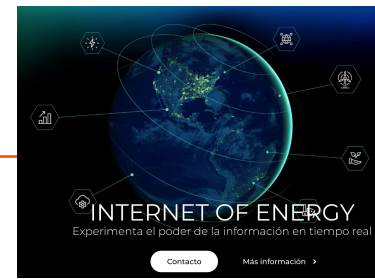 INTERNET OF ENERGY
Experimenta el poder de la información en tiempo real
Contacto
Más información